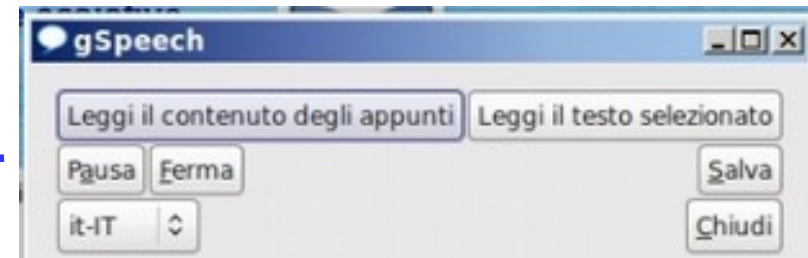 gSpeech
Leggi il contenuto degli appunti Leggi il testo selezionato
Pausa Ferma Salva
it-IT Chiudi